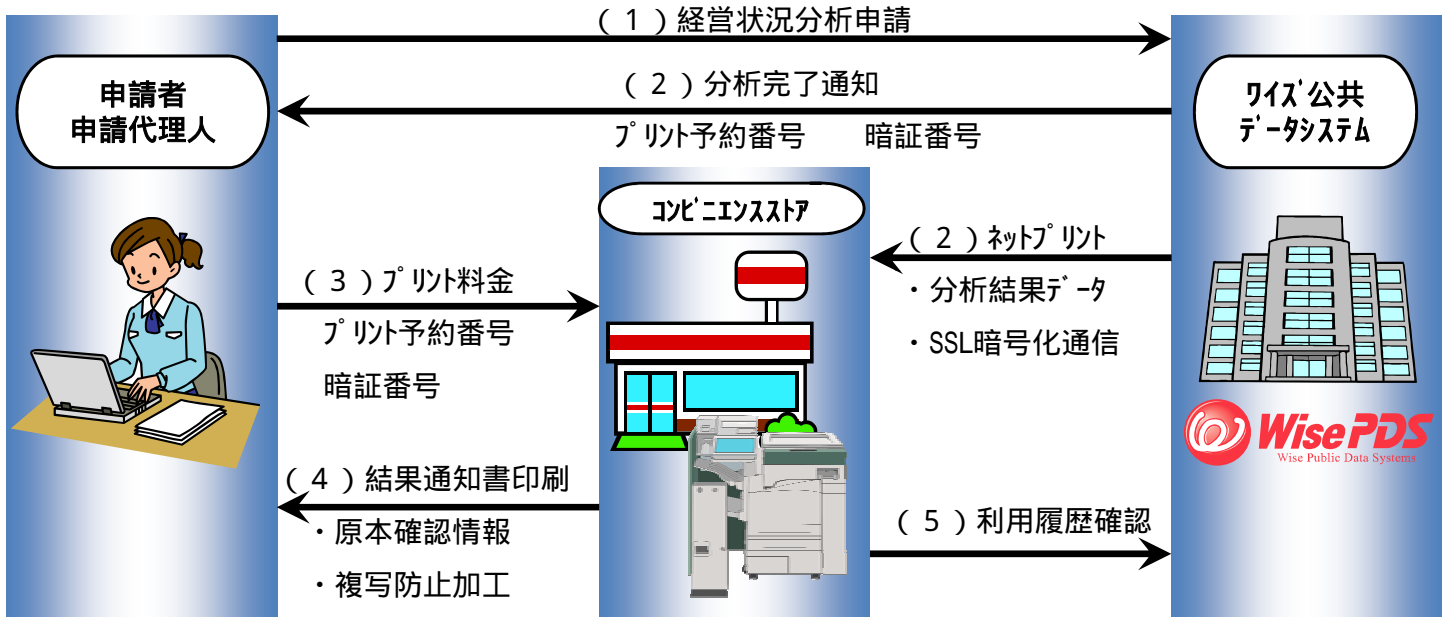 (1)経営状況分析申請
申請者
申請代理人
(2)分析完了通知
プリント予約番号 暗証番号
ワイズ公共
データシステム
コンビニエンスストア
(2)ネットプリント
・分析結果データ
・SSL暗号化通信
(3)プリント料金
プリント予約番号
暗証番号
Wise PDS
Wise Public Data Systems
(4)結果通知書印刷
・原本確認情報
・複写防止加工
(5)利用履歴確認